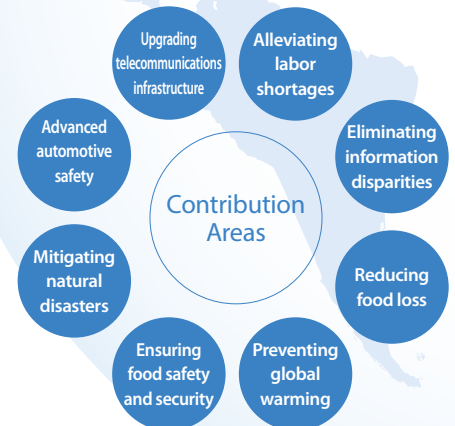 Upgrading
telecommunications
infrastructure
Alleviating
labor
shortages
Advanced
automotive
safety
Eliminating
information
disparities
Contribution
Areas
Mitigating
natural
disasters
Reducing
food loss
Ensuring
food safety
and security
Preventing
global
warming